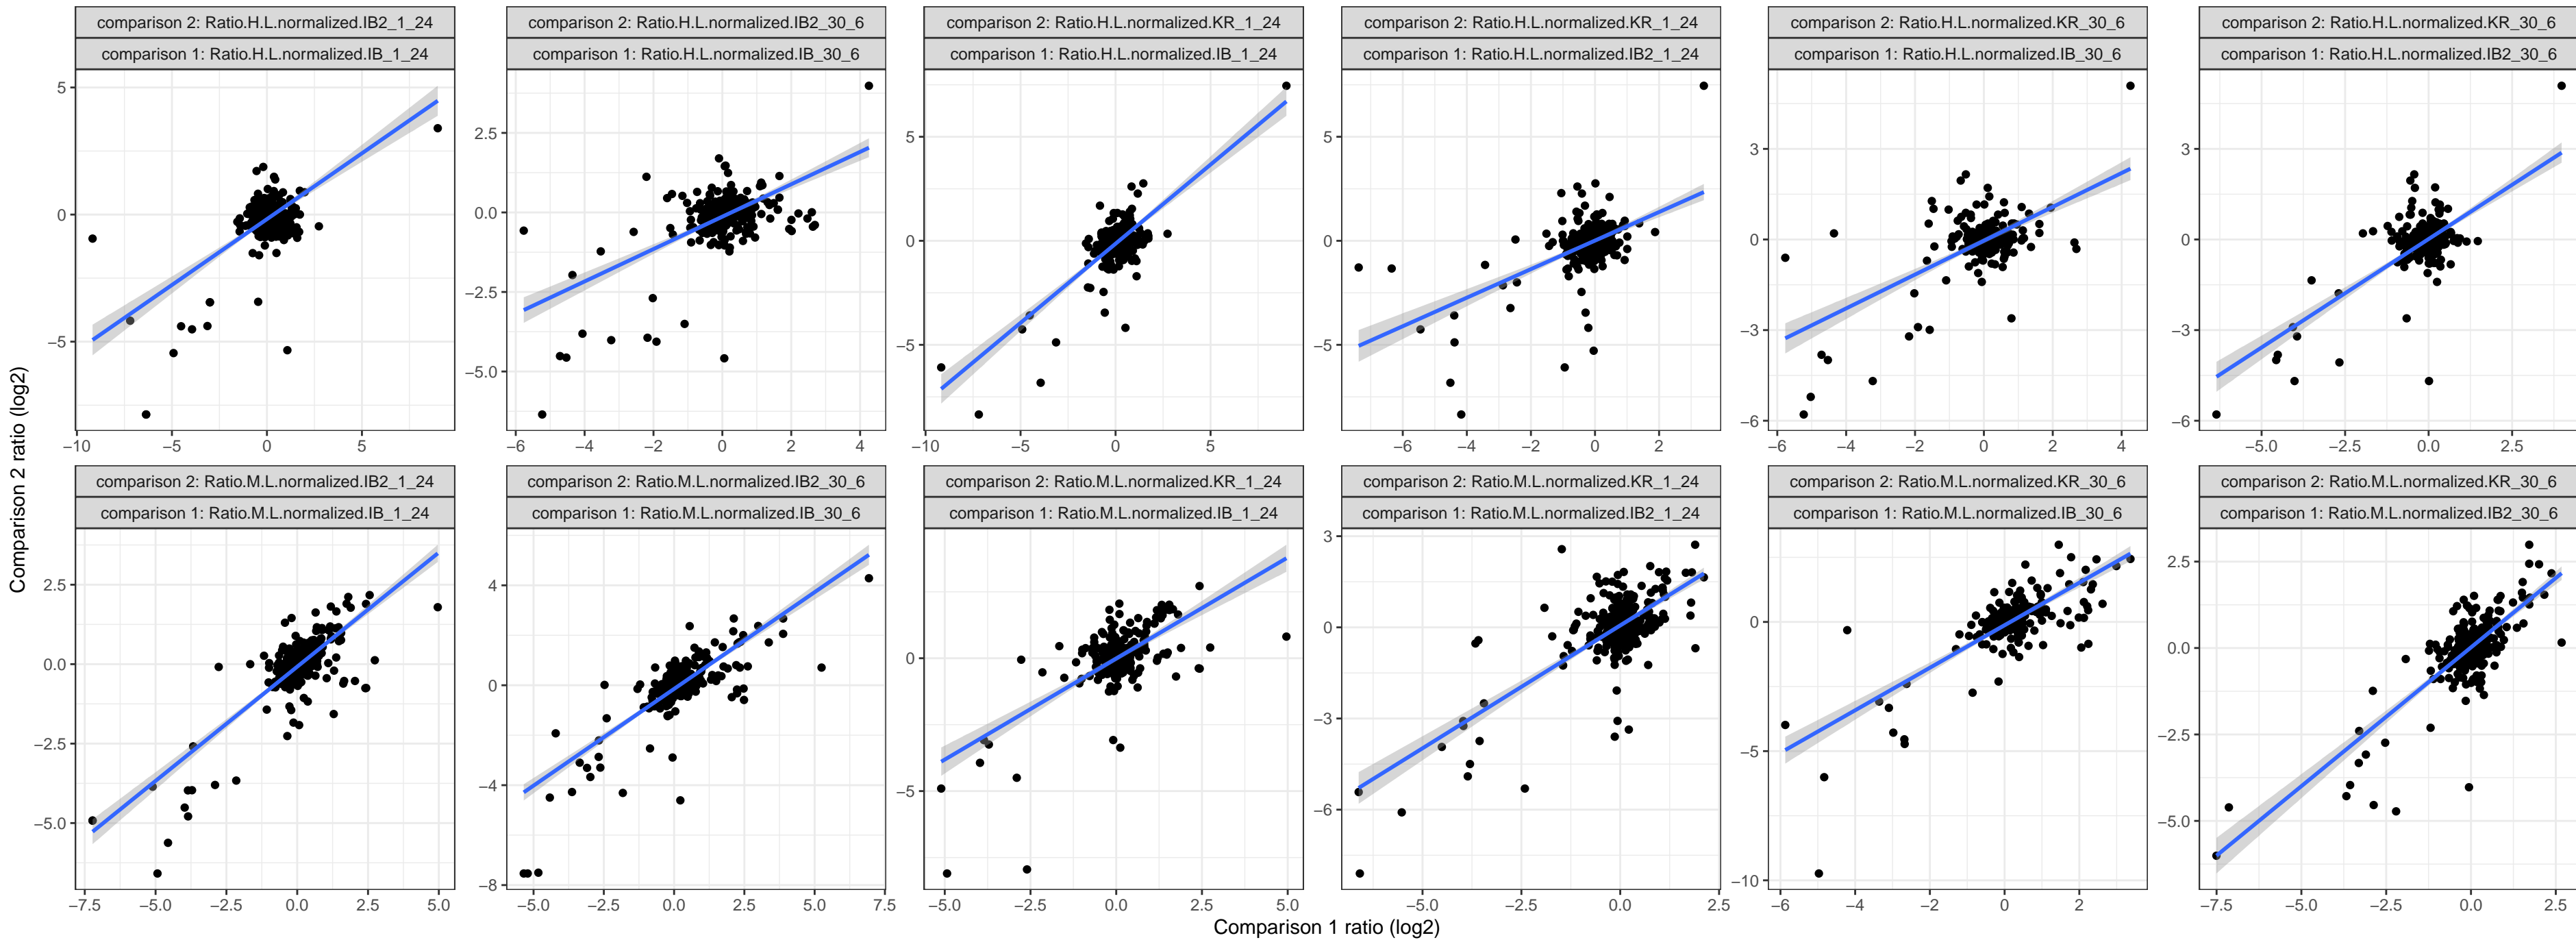 comparison 2: Ratio.H.L.normalized.IB2_1_24
comparison 1: Ratio.H.L.normalized.IB_1_24
5
0
−5
−10 −5 0 5
comparison 2: Ratio.H.L.normalized.IB2_30_6
comparison 1: Ratio.H.L.normalized.IB_30_6
2.5
0.0
−2.5
−5.0
−6 −4 −2 0 2 4
comparison 2: Ratio.H.L.normalized.KR_1_24
comparison 1: Ratio.H.L.normalized.IB_1_24
5
0
−5
−10 −5 0 5
comparison 2: Ratio.H.L.normalized.KR_1_24
comparison 1: Ratio.H.L.normalized.IB2_1_24
5
0
−5
−6 −4 −2 0 2
comparison 2: Ratio.H.L.normalized.KR_30_6
comparison 1: Ratio.H.L.normalized.IB_30_6
3
0
−3
−6
−6 −4 −2 0 2 4
comparison 2: Ratio.H.L.normalized.KR_30_6
comparison 1: Ratio.H.L.normalized.IB2_30_6
3
0
−3
−6
−5.0 −2.5 0.0 2.5
Comparison 2 ratio (log2)
comparison 2: Ratio.M.L.normalized.IB2_1_24
comparison 1: Ratio.M.L.normalized.IB_1_24
2.5
0.0
−2.5
−5.0
−7.5 −5.0 −2.5 0.0 2.5 5.0
comparison 2: Ratio.M.L.normalized.IB2_30_6
comparison 1: Ratio.M.L.normalized.IB_30_6
4
0
−4
−8
−5.0 −2.5 0.0 2.5 5.0 7.5
comparison 2: Ratio.M.L.normalized.KR_1_24
comparison 1: Ratio.M.L.normalized.IB_1_24
4
0
−5
−5.0 −2.5 0.0 2.5 5.0
comparison 2: Ratio.M.L.normalized.KR_1_24
comparison 1: Ratio.M.L.normalized.IB2_1_24
3
0
−3
−6
−5.0 −2.5 0.0 2.5
comparison 2: Ratio.M.L.normalized.KR_30_6
comparison 1: Ratio.M.L.normalized.IB_30_6
0
−5
−10
−6 −4 −2 0 2
comparison 2: Ratio.M.L.normalized.KR_30_6
comparison 1: Ratio.M.L.normalized.IB2_30_6
2.5
0.0
−2.5
−5.0
−7.5 −5.0 −2.5 0.0 2.5
Comparison 1 ratio (log2)